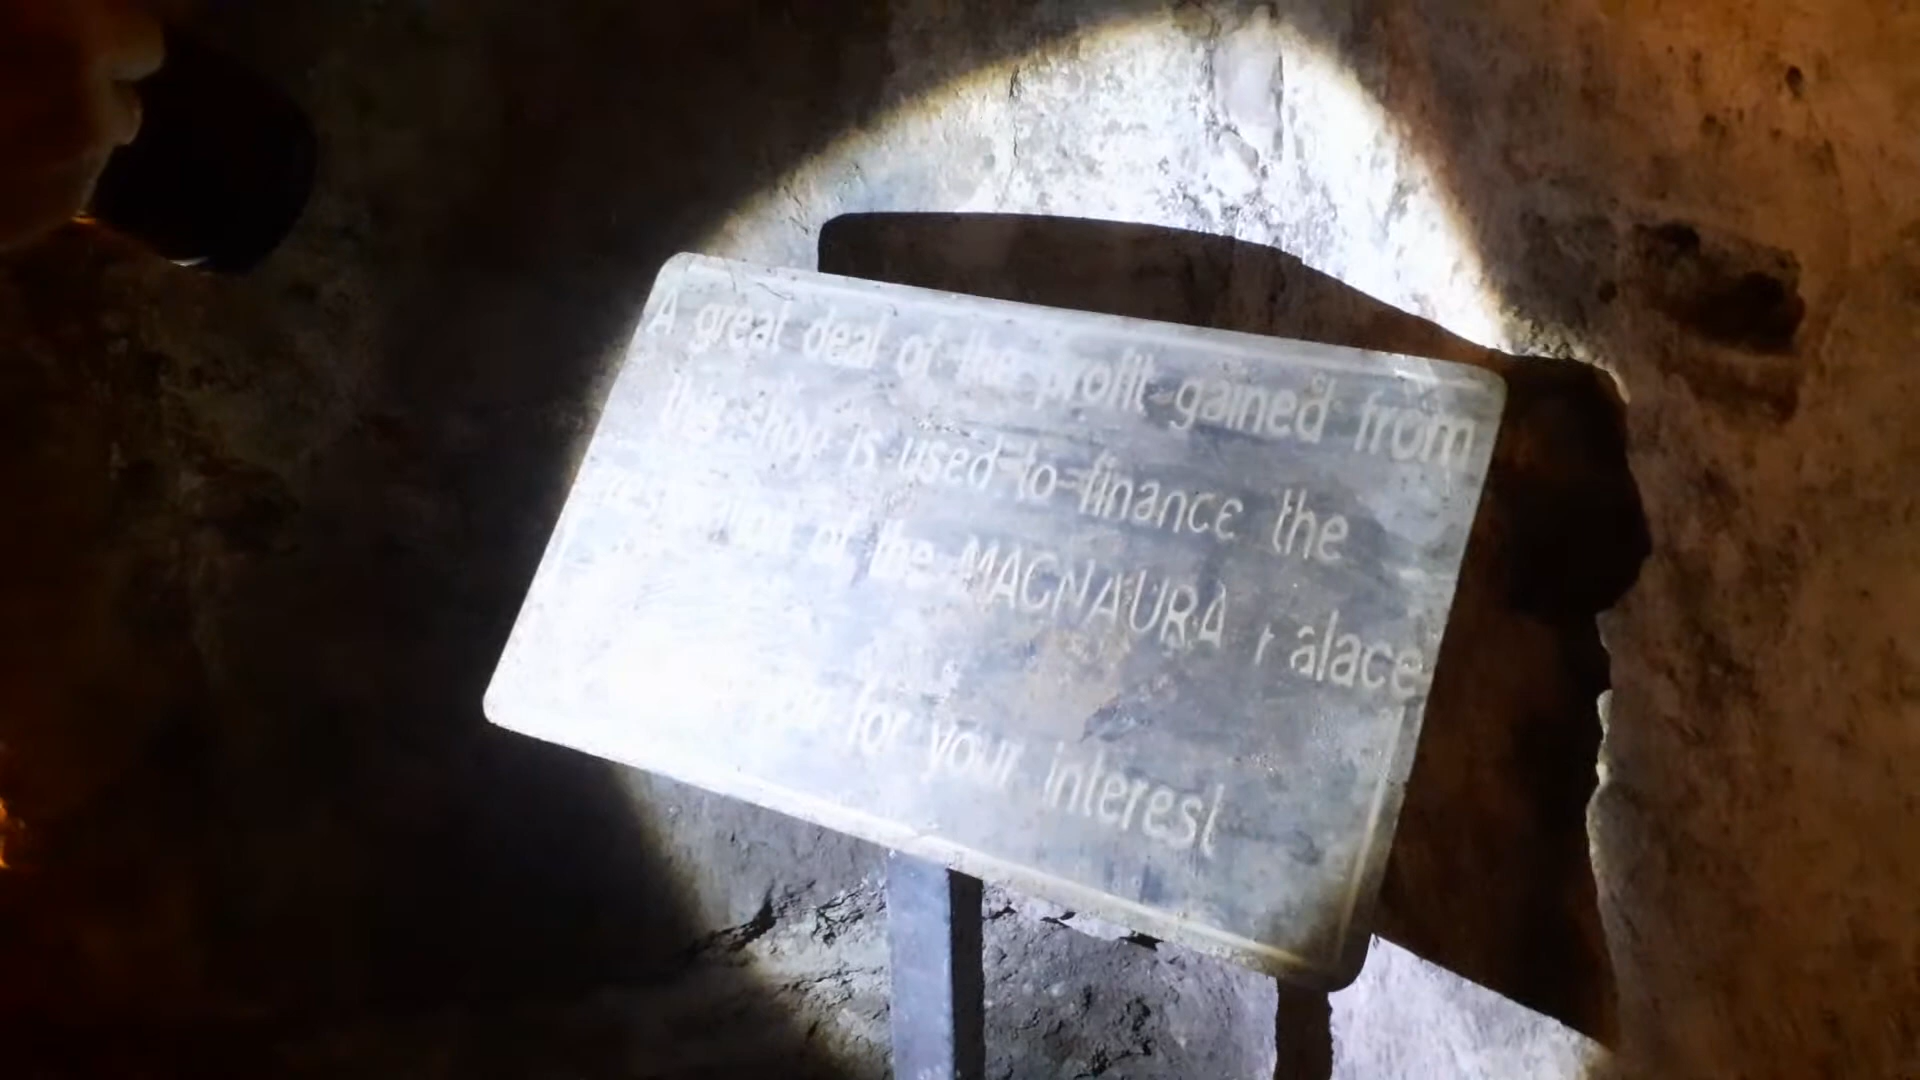 A great deal of the profit gained from
this shop is used to finance the
of the MAGNAURA Palace
you for your interest